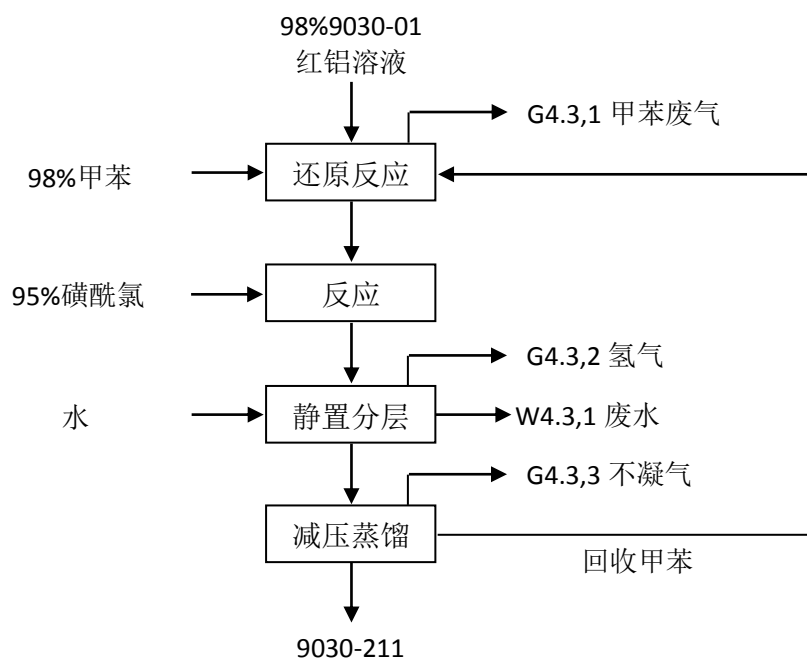 98%9030-01
红铝溶液
G4.3,1 甲苯废气
98%甲苯
还原反应
95%磺酰氯
反应
G4.3,2 氢气
水
静置分层
W4.3,1 废水
G4.3,3 不凝气
减压蒸馏
回收甲苯
9030-211